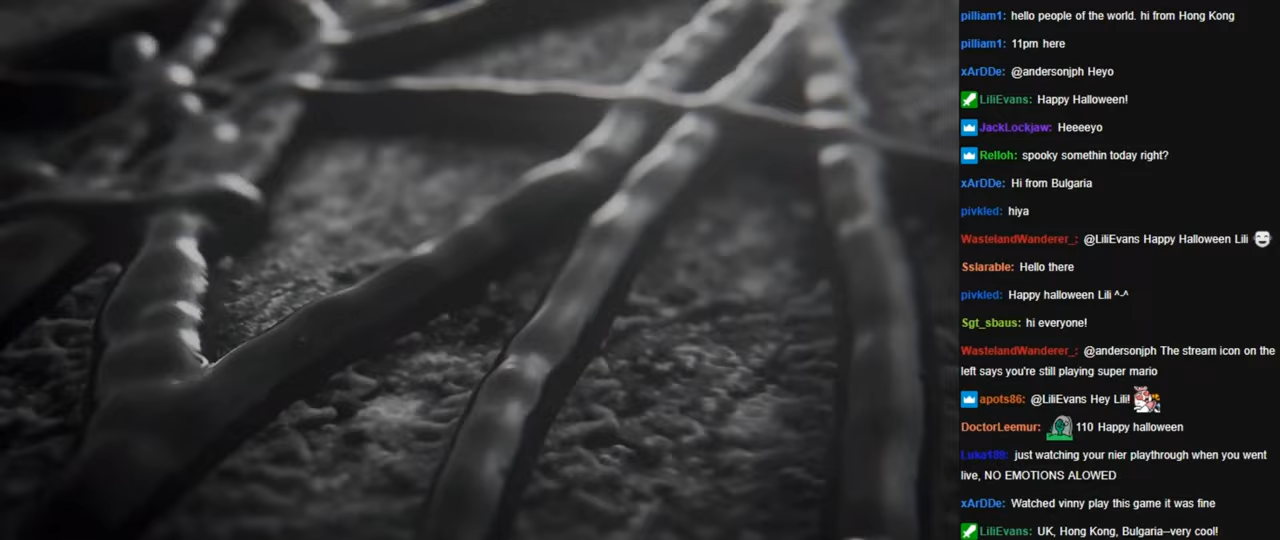 pilliam1: hello people of the world. hi from Hong Kong
pilliam1: 11pm here
xArDDe: @andersonjph Heyo
LiliEvans: Happy Halloween!
JackLockjaw: Heeeeyo
Relloh: spooky somethin today right?
xArDDe: Hi from Bulgaria
pivkled: hiya
WastelandWanderer_: @LiliEvans Happy Halloween Lili
Sslarable: Hello there
pivkled: Happy halloween Lili ^-^
Sgt_sbaus: hi everyone!
WastelandWanderer_: @andersonjph The stream icon on the
left says you're still playing super mario
apots86: @LiliEvans Hey Lili!
DoctorLeemur: 110 Happy halloween
just watching your nier playthrough when you went
live, NO EMOTIONS ALOWED
xArDDe: Watched vinny play this game it was fine
LiliEvans: UK, Hong Kong, Bulgaria--very cool!